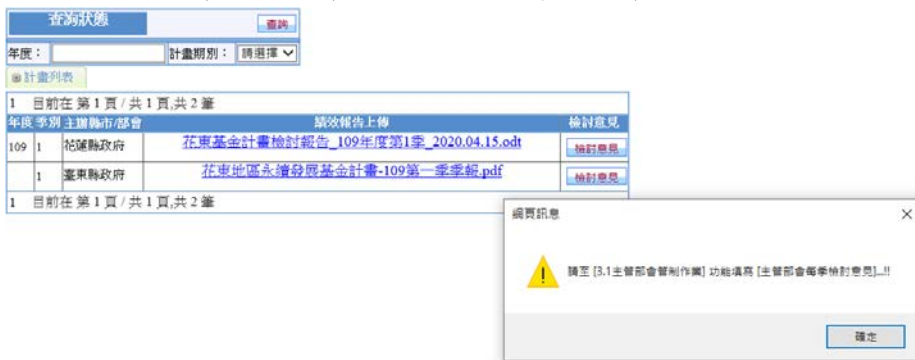 查詢狀態
查詢
年度： 計畫期別： 請選擇
計畫列表
1 目前在 第 1 頁 / 共 1 頁,共 2 筆
年度 季別 主辦縣市/部會 績效報告上傳 檢討意見
109 1 花蓮縣政府 花東基金計畫檢討報告_109年度第1季_2020.04.15.odt 檢討意見
1 臺東縣政府 花東地區永續發展基金計畫-109第一季季報.pdf 檢討意見
1 目前在 第 1 頁 / 共 1 頁,共 2 筆
網頁訊息
請至 [3.1主管部會管制作業] 功能填寫 [主管部會每季檢討意見]...!!
確定